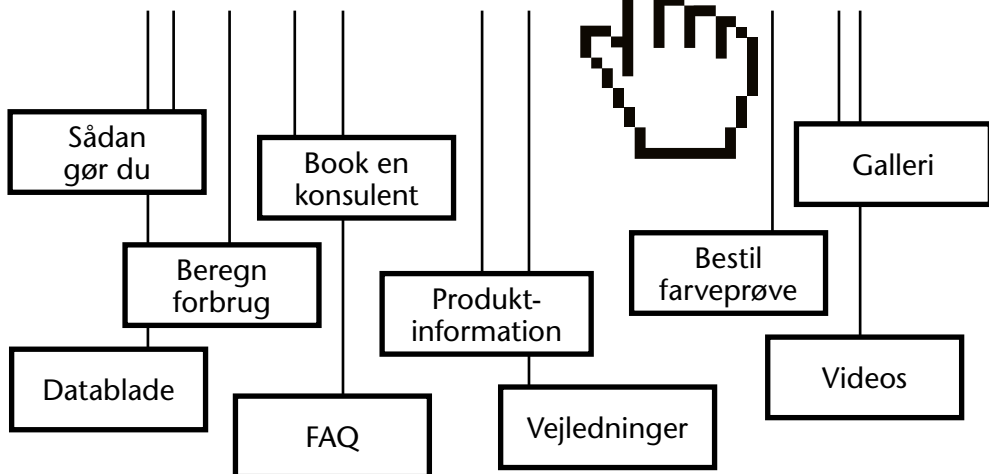 Sådan
gør du
Book en
konsulent
Galleri
Beregn
forbrug
Bestil
farveprøve
Produkt-
information
Datablade
Videos
FAQ
Vejledninger